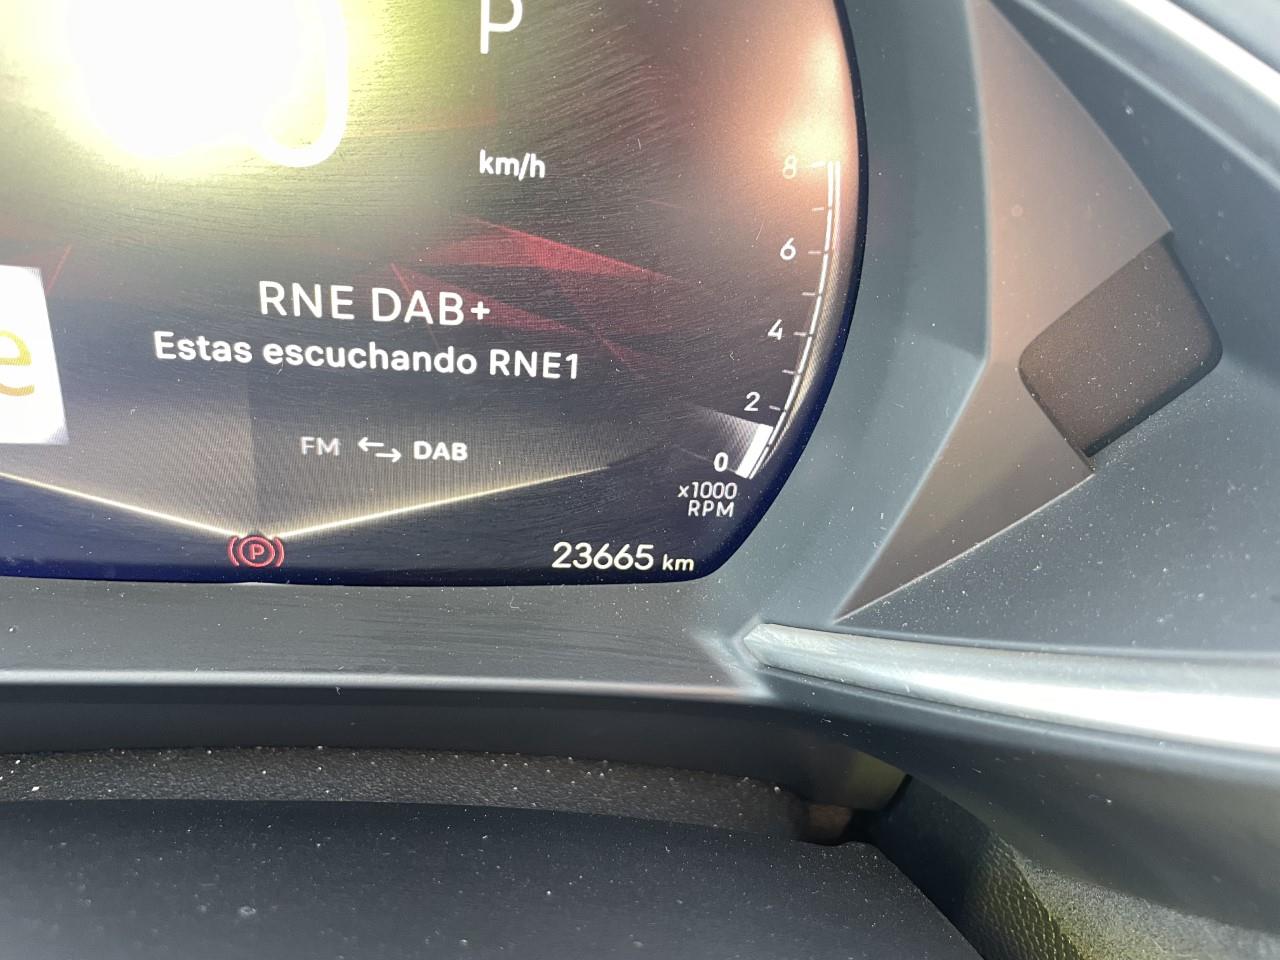 P
km/h
8
6
RNE DAB+
4
Estas escuchando RNE1
e
2
FM DAB
0
x1000
RPM
P
23665 km